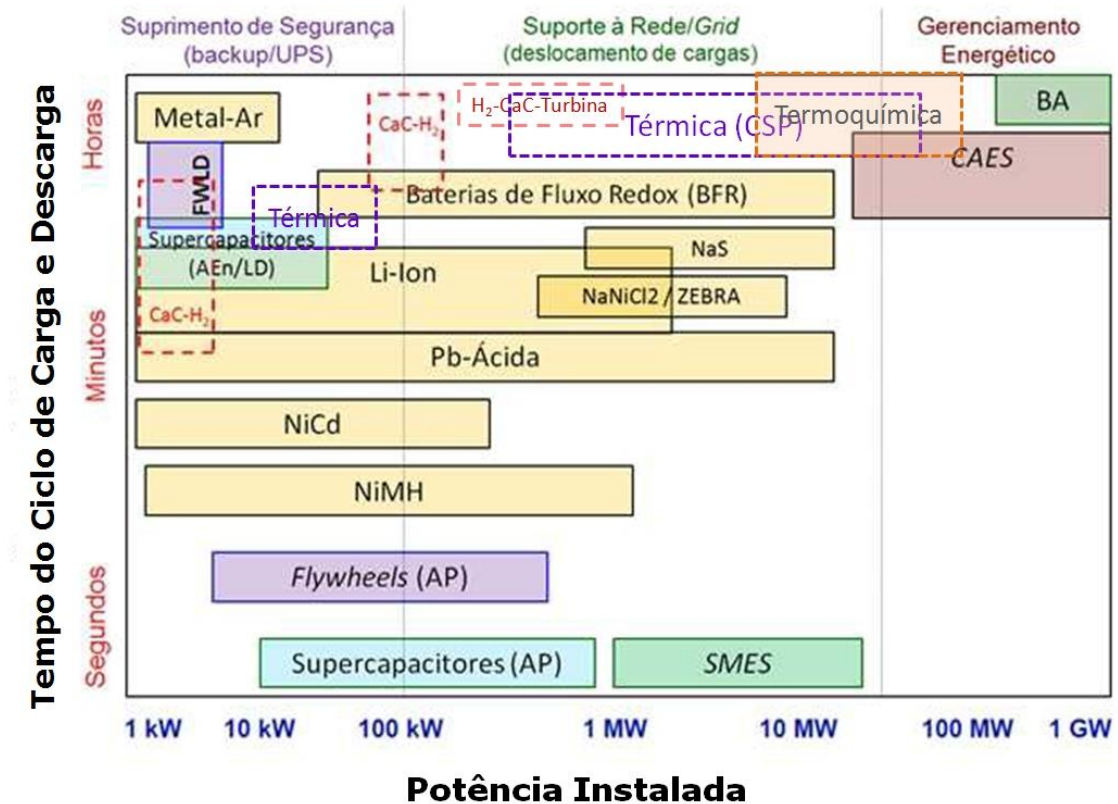 Suprimento de Segurança
(backup/UPS)
Suporte à Rede/Grid
(deslocamento de cargas)
Gerenciamento
Energético
Tempo do Ciclo de Carga e Descarga
Horas
Minutos
Segundos
Metal-Ar
CaC-H₂
H₂-CaC-Turbina
Térmica (CSP)
Termoquímica
BA
CAES
FWLD
Térmica
Baterias de Fluxo Redox (BFR)
Supercapacitores
(AEn/LD)
Li-Ion
NaS
NaNiCl2 / ZEBRA
CaC-H₂
Pb-Ácida
NiCd
NiMH
Flywheels (AP)
Supercapacitores (AP)
SMES
1 kW
10 kW
100 kW
1 MW
10 MW
100 MW
1 GW
Potência Instalada